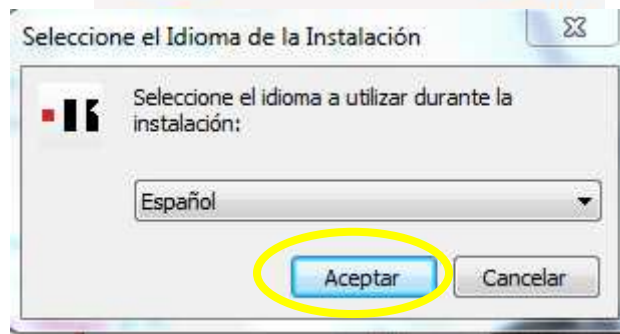 Seleccione el Idioma de la Instalación
Seleccione el idioma a utilizar durante la
instalación:
Español
Aceptar
Cancelar